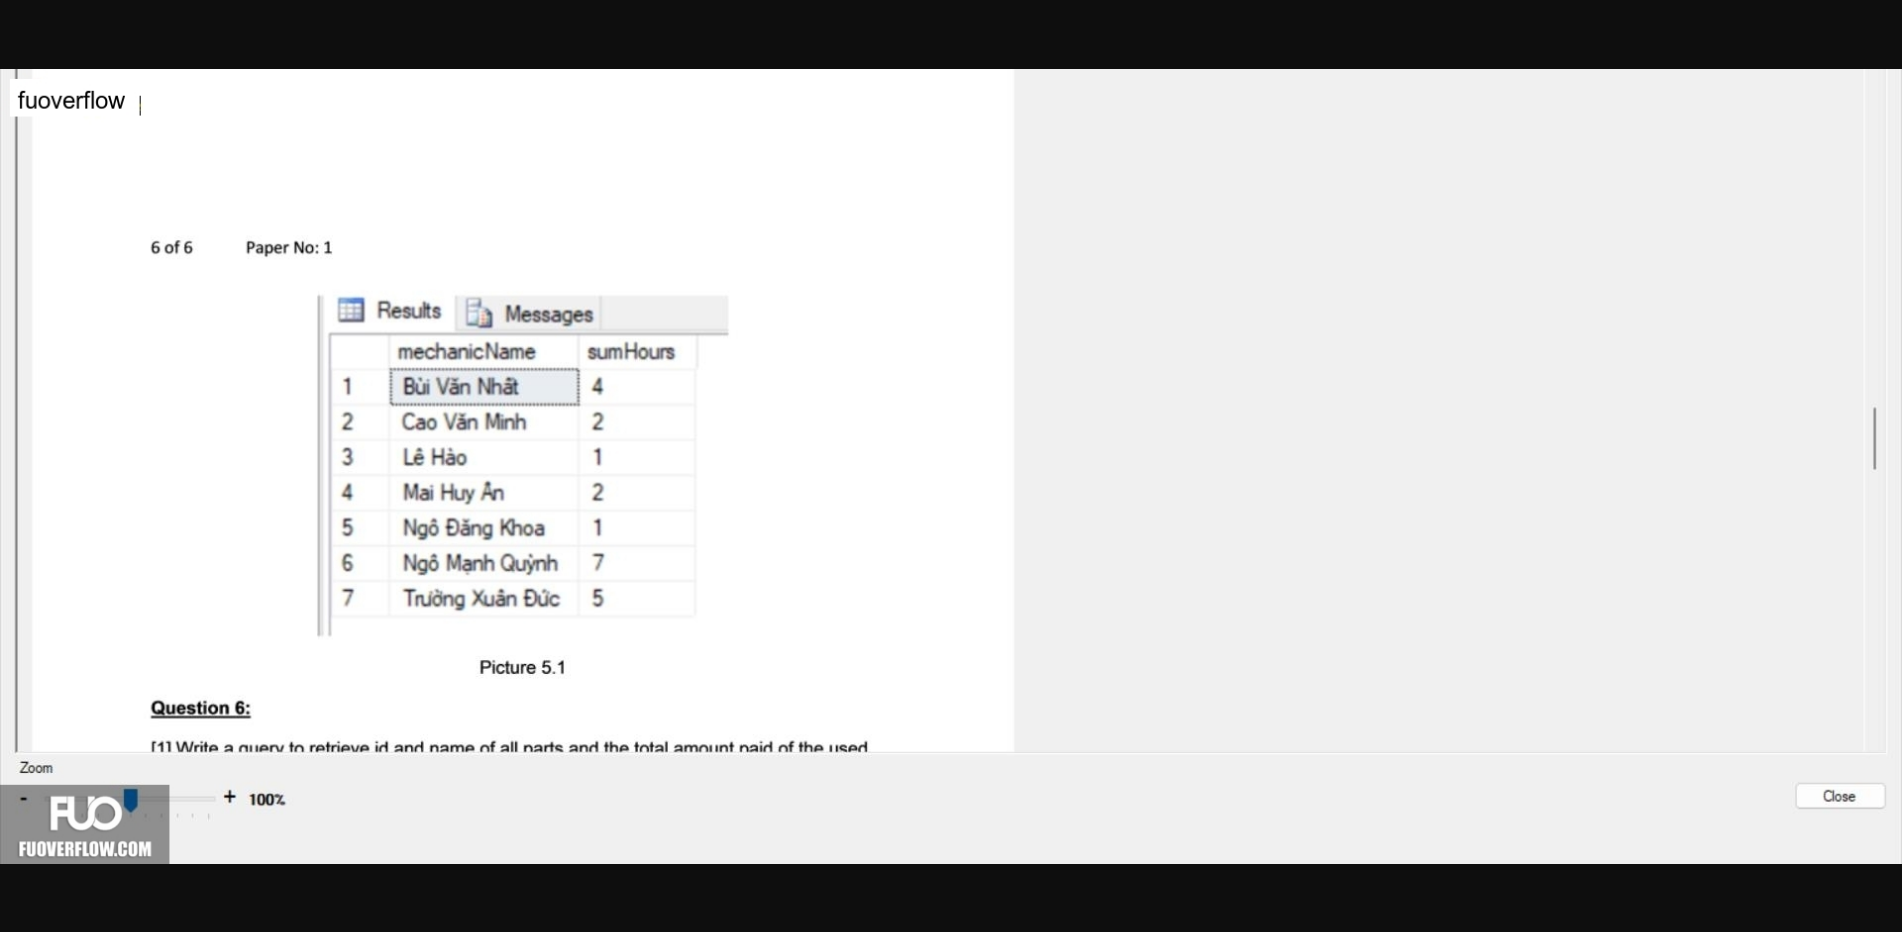 fuoverflow
6 of 6 Paper No: 1
Results Messages
mechanicName sumHours
1 Bùi Văn Nhất 4
2 Cao Văn Minh 2
3 Lê Hào 1
4 Mai Huy Ân 2
5 Ngô Đăng Khoa 1
6 Ngô Mạnh Quỳnh 7
7 Trường Xuân Đức 5
Picture 5.1
Question 6:
[1] Write a query to retrieve id and name of all parts and the total amount paid of the used
Zoom
- + 100%
Close
FUO
FUOVERFLOW.COM